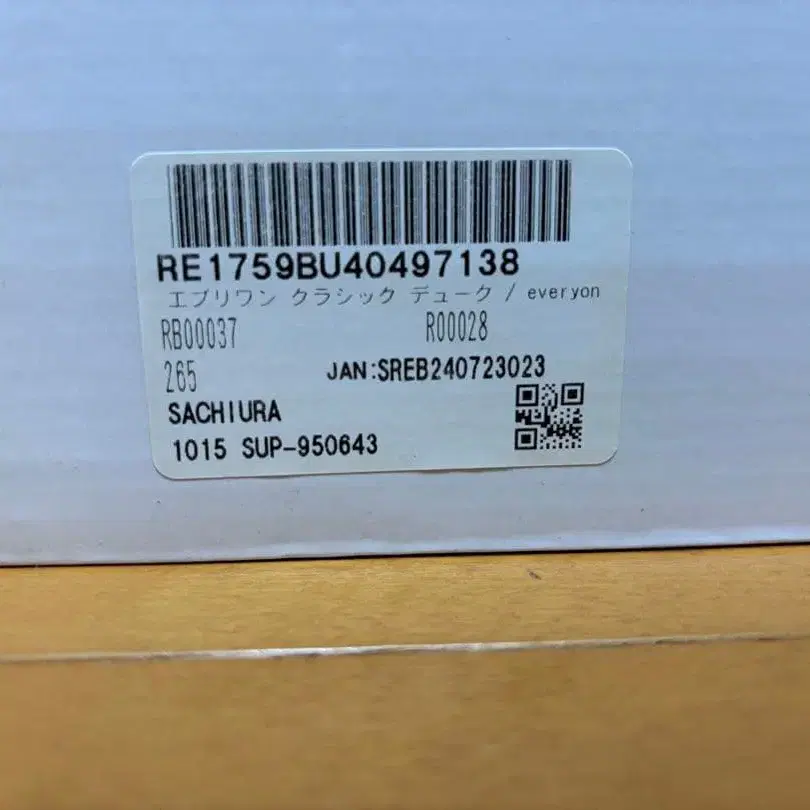 RE1759BU40497138
エブリワン クラシック デューク / everyon
RB00037 R00028
265 JAN:SREB240723023
SACHIURA
1015 SUP-950643